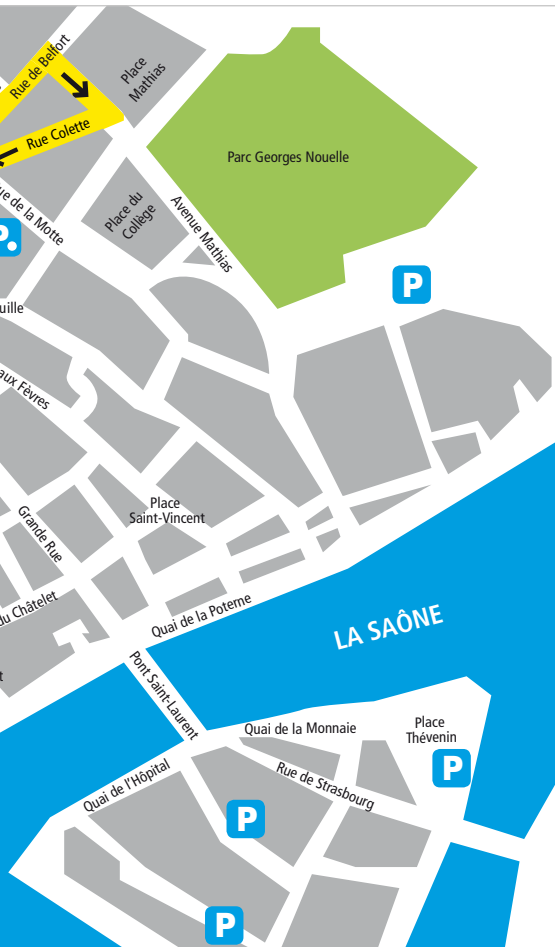 Rue de Belfort
Place
Mathias
Rue Colette
Parc Georges Nouelle
ue de la Motte
Place du
Collège
Avenue Mathias
P.
P
uille
aux Fèvres
Place
Saint-Vincent
Grande Rue
du Châtelet
Quai de la Poterne
LA SAÔNE
t
Pont Saint-Laurent
Quai de la Monnaie
Place
Thévenin
P
Quai de l'Hôpital
Rue de Strasbourg
P
P